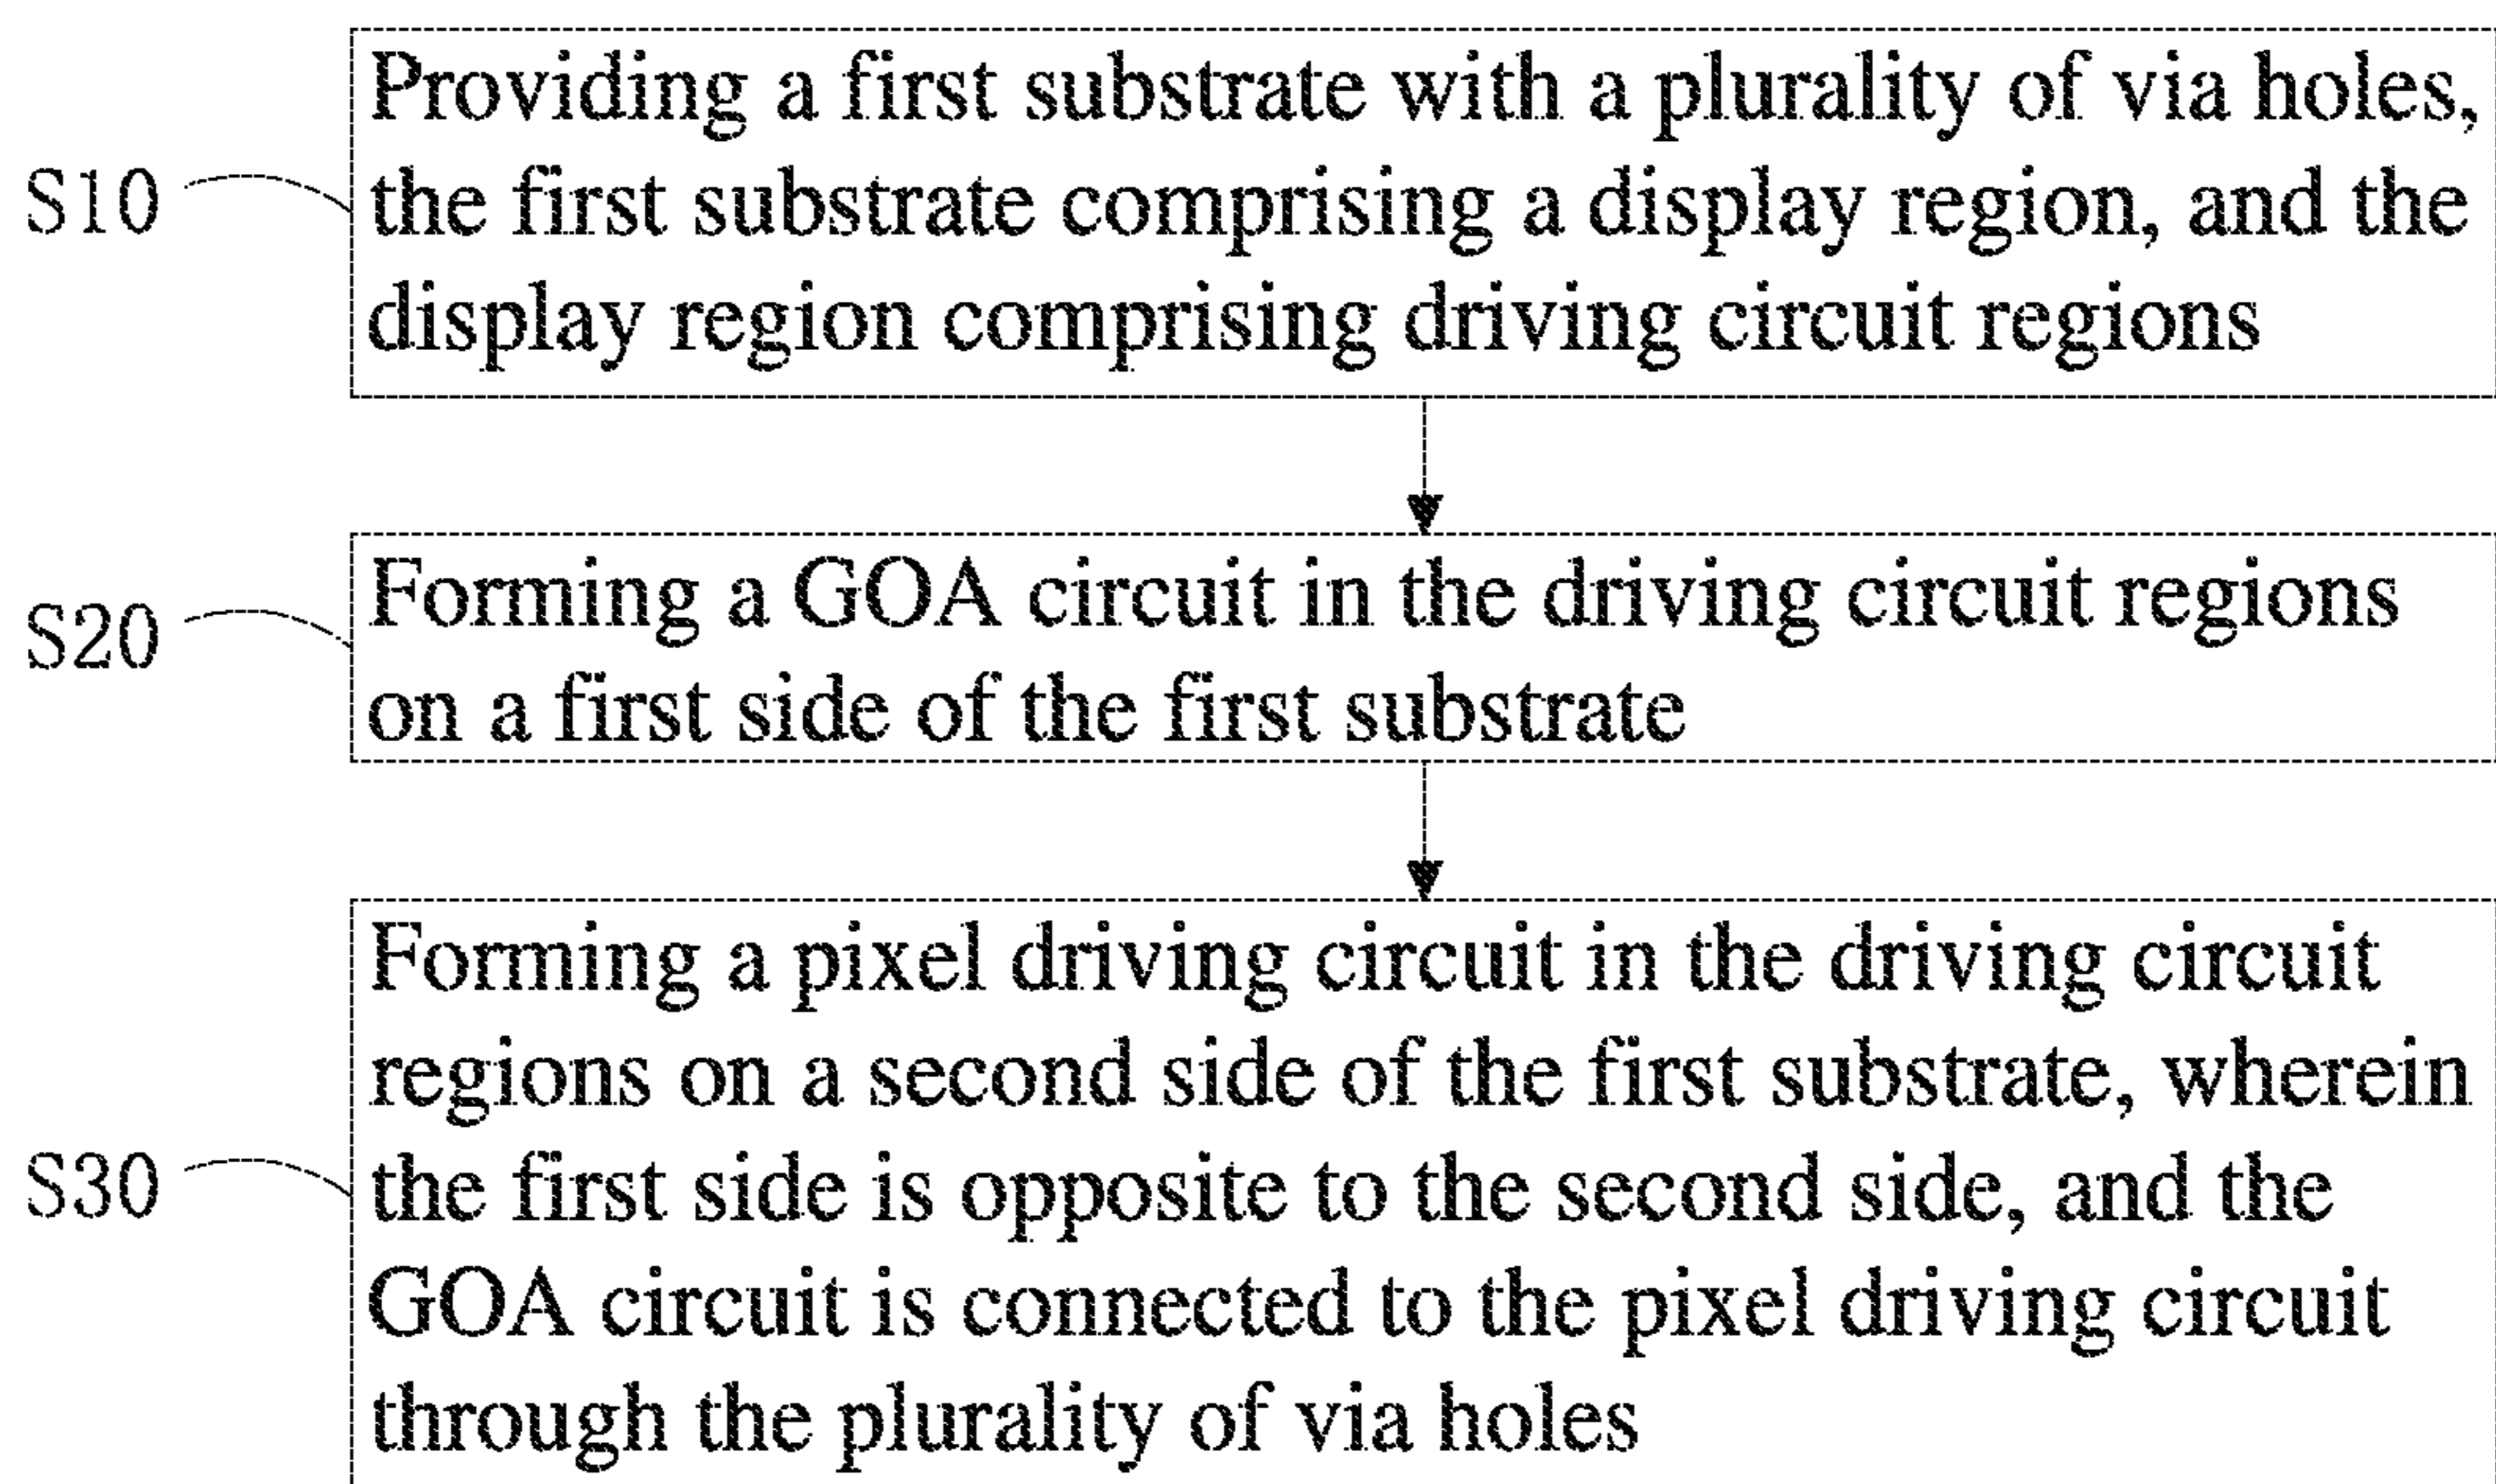 Providing a first substrate with a plurality of via holes,
S10 the first substrate comprising a display region, and the
display region comprising driving circuit regions
Forming a GOA circuit in the driving circuit regions
S20
on a first side of the first substrate
Forming a pixel driving circuit in the driving circuit
regions on a second side of the first substrate, wherein
S30 the first side is opposite to the second side, and the
GOA circuit is connected to the pixel driving circuit
through the plurality of via holes